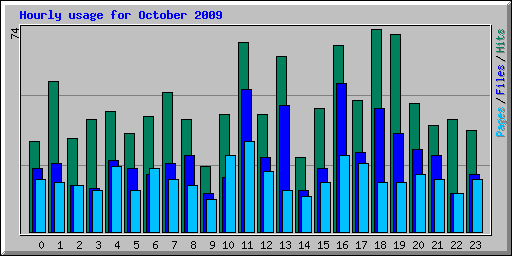 Hourly usage for October 2009
74
Pages / Files / Hits
0 1 2 3 4 5 6 7 8 9 10 11 12 13 14 15 16 17 18 19 20 21 22 23